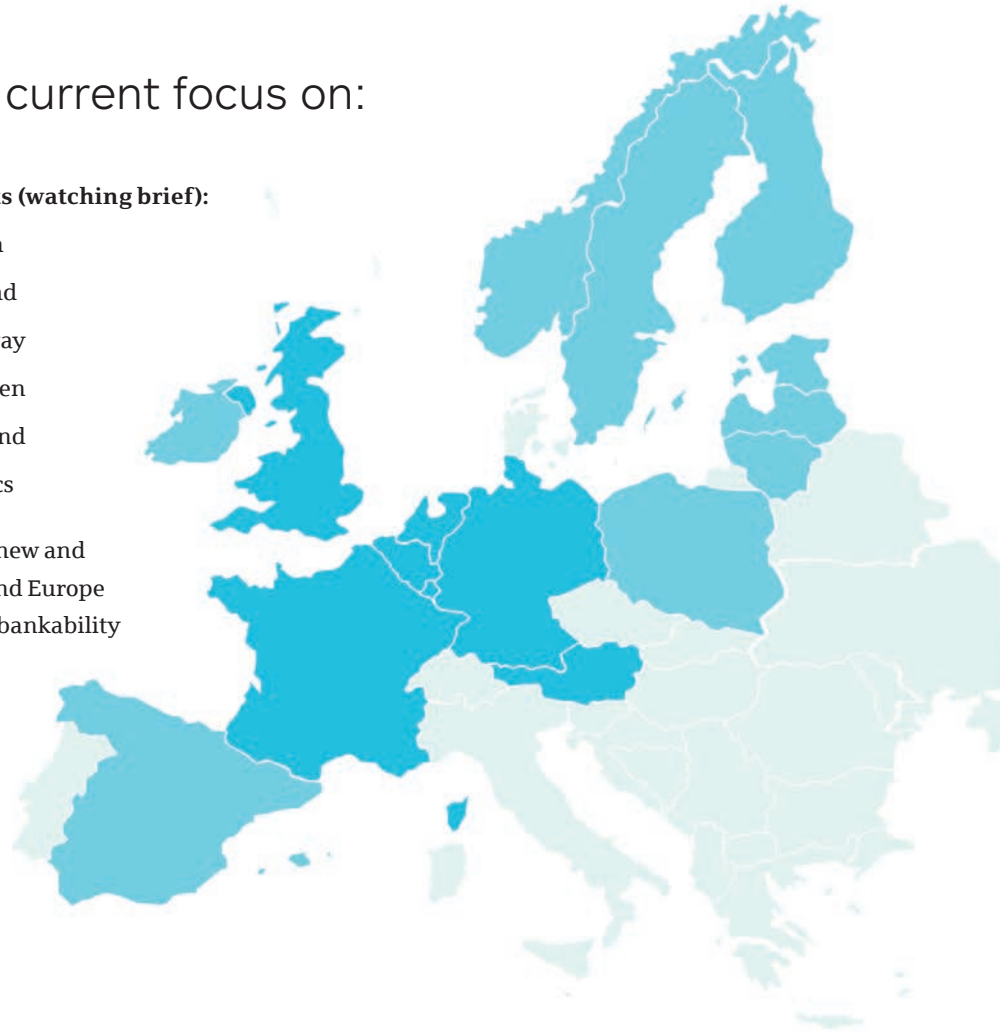 current focus on:
s (watching brief):
n
nd
ay
en
nd
cs
new and
nd Europe
bankability